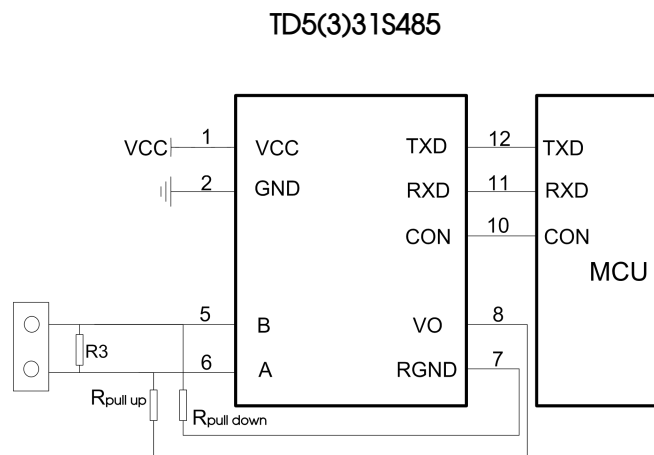 TD5(3)31S485
VCC 1 VCC TXD 12 TXD
2 GND RXD 11 RXD
CON 10 CON
MCU
5 B VO 8
R3
6 A RGND 7
Rpull up
Rpull down